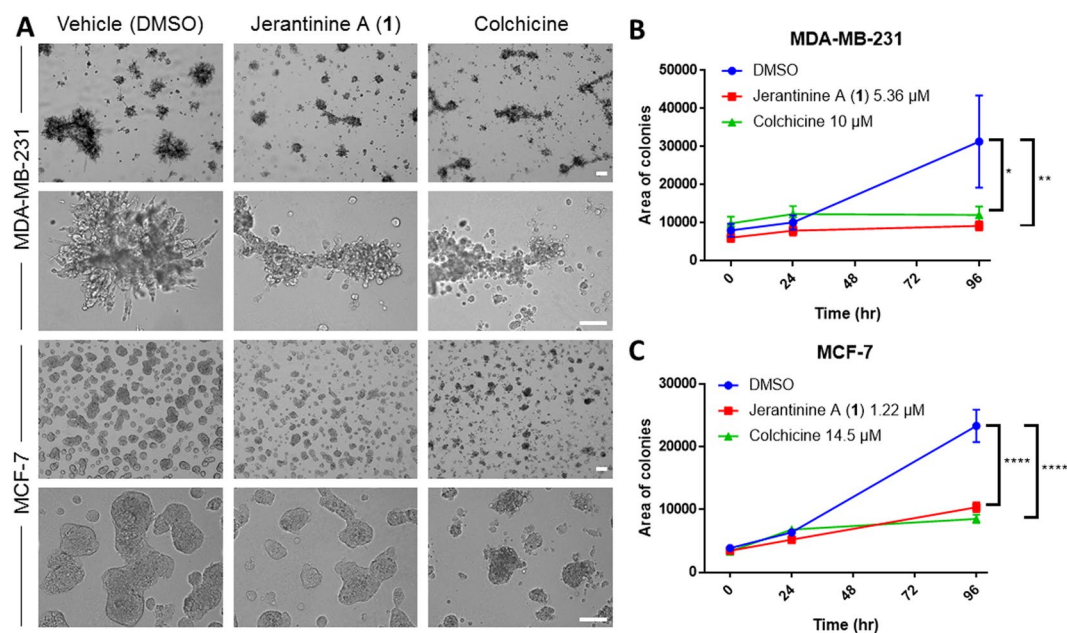 A
Vehicle (DMSO)
Jerantinine A (1)
Colchicine
MDA-MB-231
MCF-7
B
MDA-MB-231
DMSO
Jerantinine A (1) 5.36 µM
Colchicine 10 µM
50000
40000
30000
20000
10000
0
Area of colonies
0
24
48
72
96
Time (hr)
*
**
C
MCF-7
DMSO
Jerantinine A (1) 1.22 µM
Colchicine 14.5 µM
30000
20000
10000
0
Area of colonies
0
24
48
72
96
Time (hr)
****
****